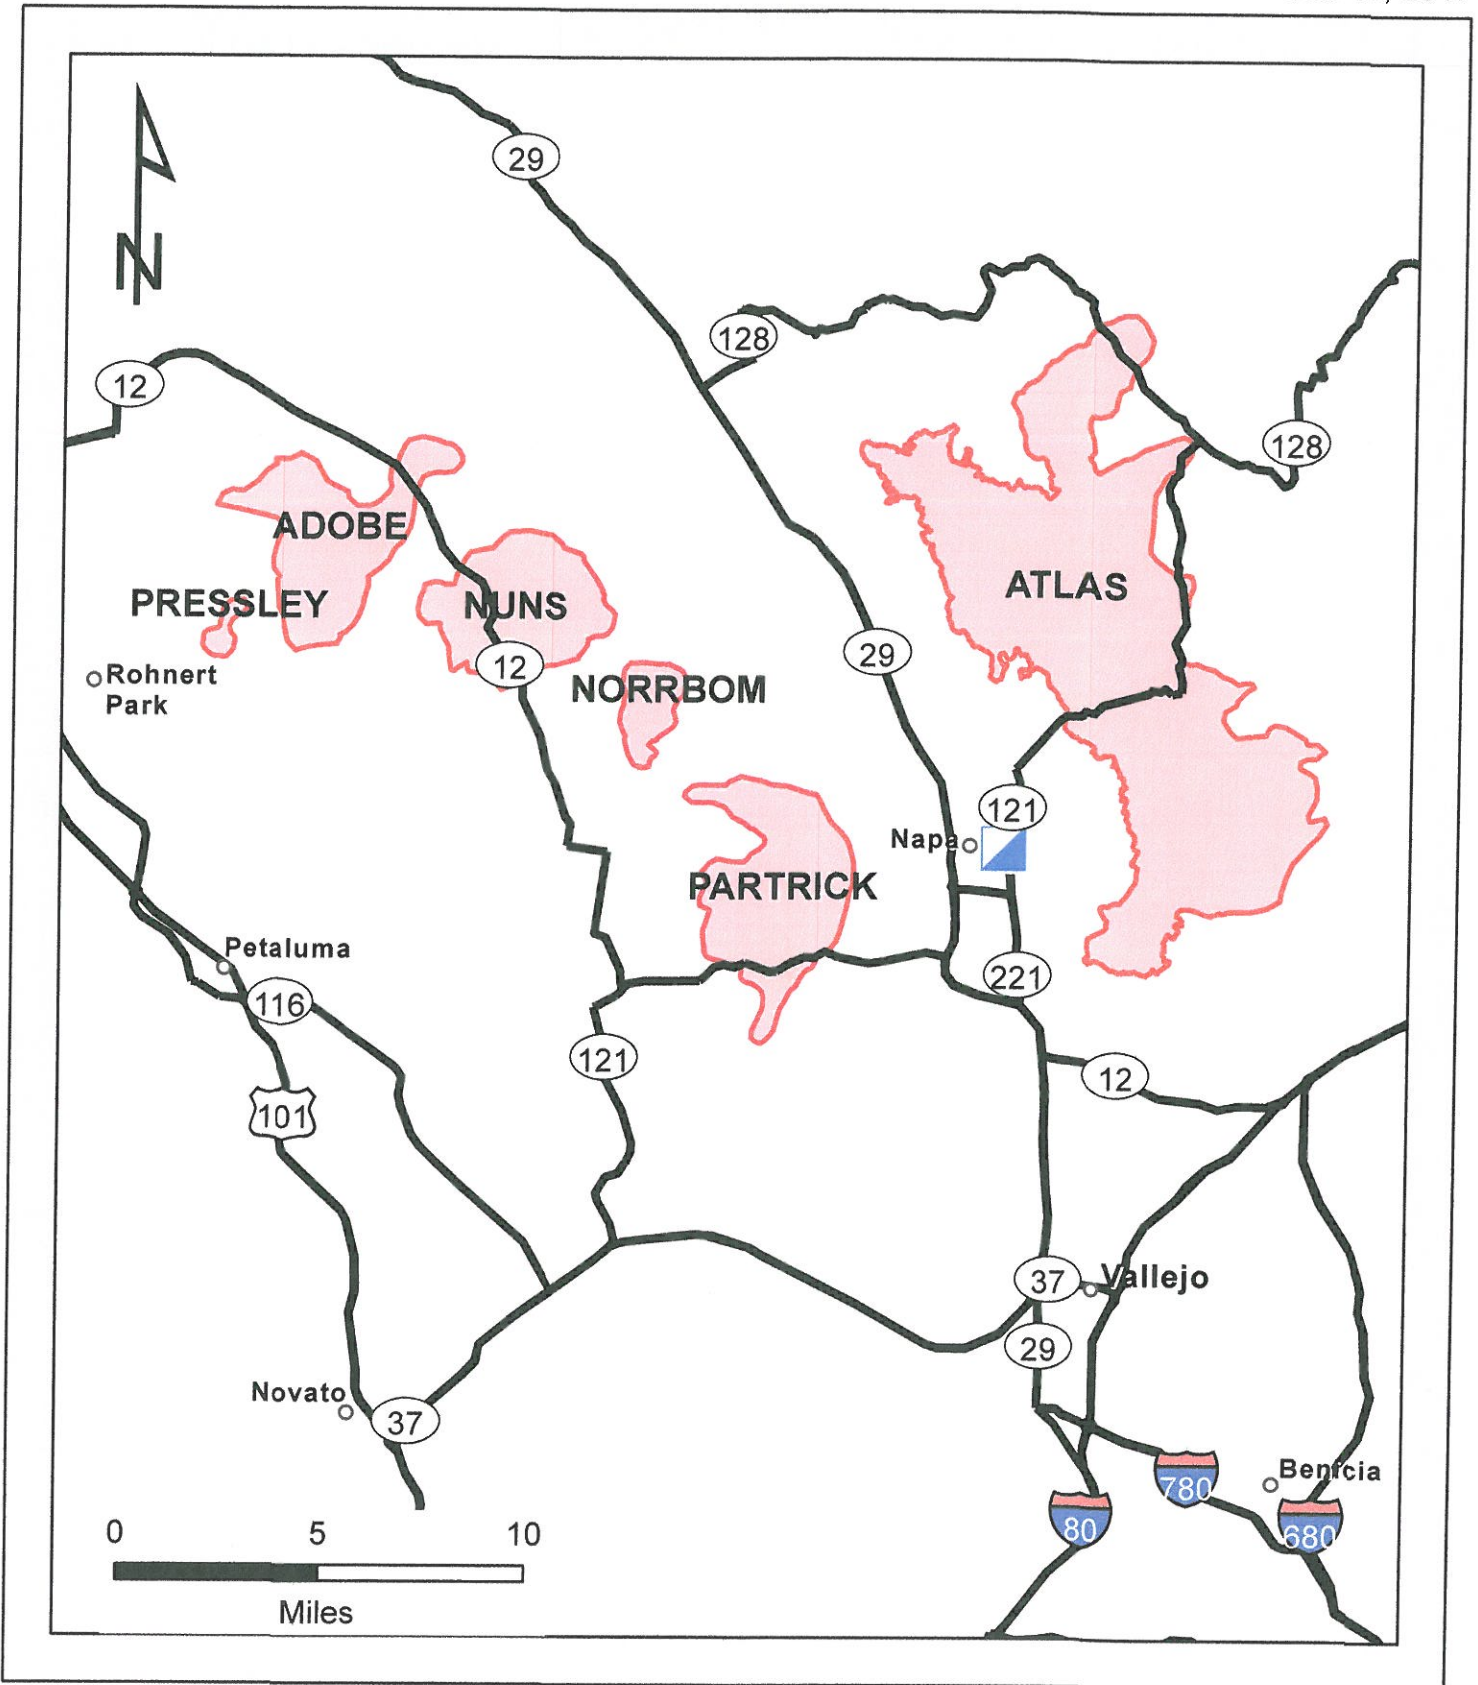 29
128
12
128
ADOBE
PRESSLEY
NUNS
ATLAS
29
12
Rohnert
Park
NORRBOM
121
Napa
PARTRICK
Petaluma
221
116
121
12
101
37
Vallejo
29
Novato
37
Benicia
780
80
680
N
0 5 10
Miles